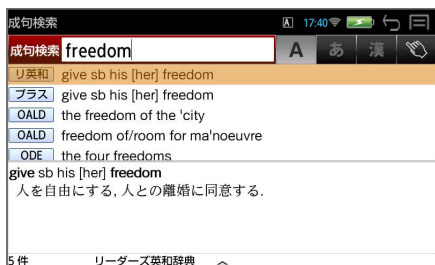 成句検索 A 17:40
成句検索 freedom A あ 漢
リ英和 give sb his [her] freedom
プラス give sb his [her] freedom
OALD the freedom of the 'city
OALD freedom of/room for ma'noeuvre
ODE the four freedoms
give sb his [her] freedom
人を自由にする, 人との離婚に同意する.
5 件 リーダーズ英和辞典